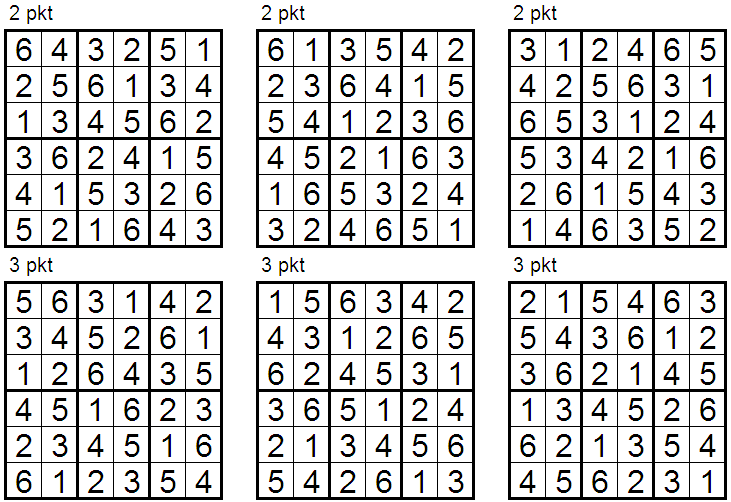 2 pkt 2 pkt 2 pkt
6 4 3 2 5 1 6 1 3 5 4 2 3 1 2 4 6 5
2 5 6 1 3 4 2 3 6 4 1 5 4 2 5 6 3 1
1 3 4 5 6 2 5 4 1 2 3 6 6 5 3 1 2 4
3 6 2 4 1 5 4 5 2 1 6 3 5 3 4 2 1 6
4 1 5 3 2 6 1 6 5 3 2 4 2 6 1 5 4 3
5 2 1 6 4 3 3 2 4 6 5 1 1 4 6 3 5 2
3 pkt 3 pkt 3 pkt
5 6 3 1 4 2 1 5 6 3 4 2 2 1 5 4 6 3
3 4 5 2 6 1 4 3 1 2 6 5 5 4 3 6 1 2
1 2 6 4 3 5 6 2 4 5 3 1 3 6 2 1 4 5
4 5 1 6 2 3 3 6 5 1 2 4 1 3 4 5 2 6
2 3 4 5 1 6 2 1 3 4 5 6 6 2 1 3 5 4
6 1 2 3 5 4 5 4 2 6 1 3 4 5 6 2 3 1